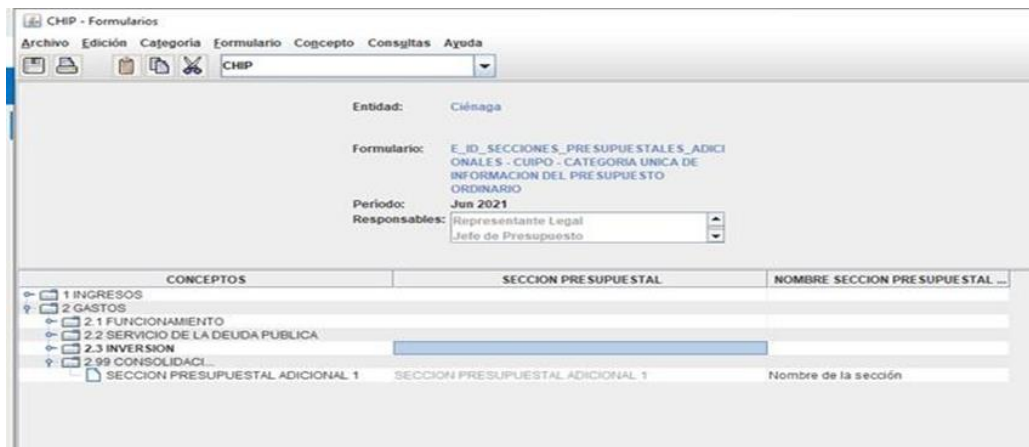 CHIP - Formularios
Archivo Edición Categoría Formulario Concepto Consultas Ayuda
CHIP
Entidad: Ciénaga
Formulario: E_ID_SECCIONES_PRESUPUESTALES_ADICI
ONALES - CUIPO - CATEGORIA UNICA DE
INFORMACION DEL PRESUPUESTO
ORDINARIO
Periodo: Jun 2021
Responsables: Representante Legal
Jefe de Presupuesto
CONCEPTOS SECCION PRESUPUESTAL NOMBRE SECCION PRESUPUESTAL ...
1 INGRESOS
2 GASTOS
2.1 FUNCIONAMIENTO
2.2 SERVICIO DE LA DEUDA PUBLICA
2.3 INVERSION
2.99 CONSOLIDACI...
SECCION PRESUPUESTAL ADICIONAL 1 SECCION PRESUPUESTAL ADICIONAL 1 Nombre de la sección